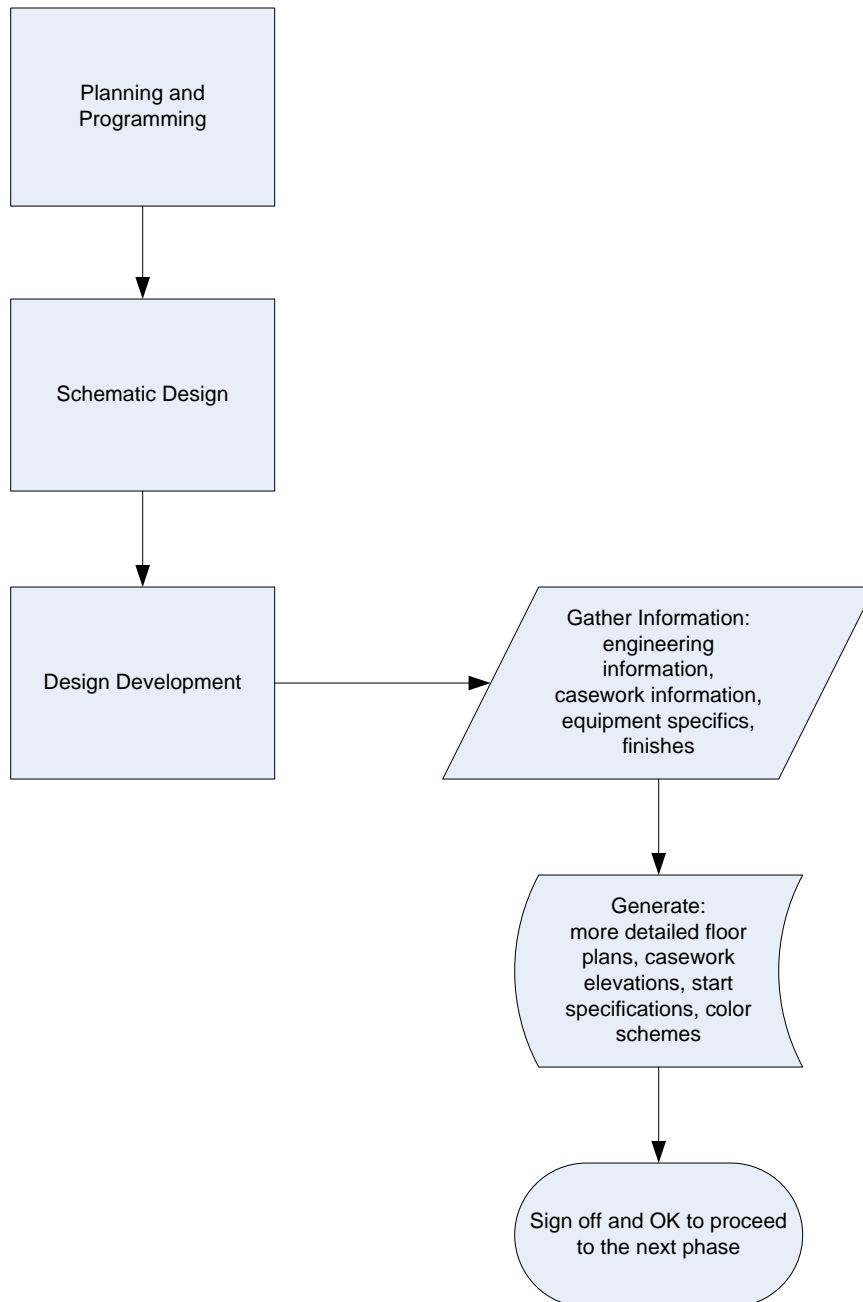 Planning and
Programming
Schematic Design
Design Development
Gather Information:
engineering
information,
casework information,
equipment specifics,
finishes
Generate:
more detailed floor
plans, casework
elevations, start
specifications, color
schemes
Sign off and OK to proceed
to the next phase